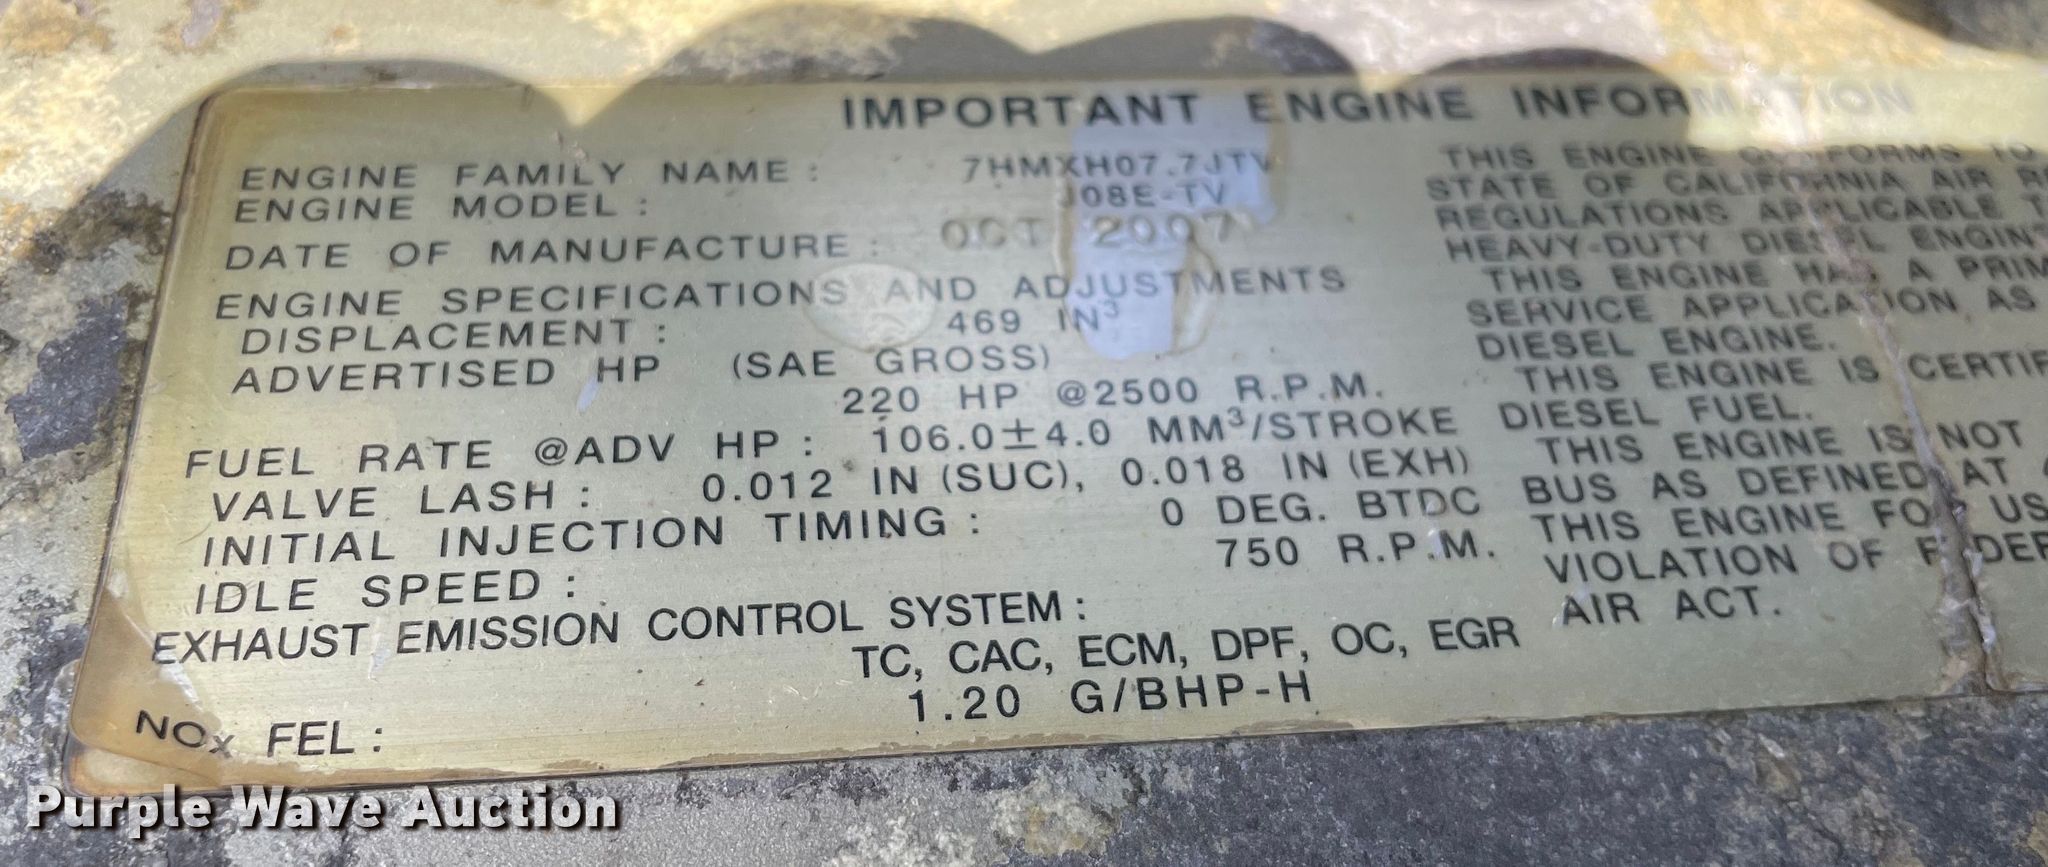 IMPORTANT ENGINE INFORMATION
ENGINE FAMILY NAME : 7HMXH07.7JTV
ENGINE MODEL : J08E-TV
DATE OF MANUFACTURE : OCT 2007
ENGINE SPECIFICATIONS AND ADJUSTMENTS
DISPLACEMENT : 469 IN³
ADVERTISED HP (SAE GROSS)
220 HP @2500 R.P.M.
FUEL RATE @ADV HP : 106.0±4.0 MM³/STROKE
VALVE LASH : 0.012 IN (SUC), 0.018 IN (EXH)
INITIAL INJECTION TIMING : 0 DEG. BTDC
IDLE SPEED : 750 R.P.M.
EXHAUST EMISSION CONTROL SYSTEM :
TC, CAC, ECM, DPF, OC, EGR
NOx FEL : 1.20 G/BHP-H
THIS ENGINE CONFORMS TO
STATE OF CALIFORNIA AIR
REGULATIONS APPLICABLE
HEAVY-DUTY DIESEL
THIS ENGINE HAS A
SERVICE APPLICATION AS
DIESEL ENGINE.
THIS ENGINE IS
DIESEL FUEL.
THIS ENGINE IS NOT
BUS AS DEFINED AT
THIS ENGINE FOR
VIOLATION OF
AIR ACT.
Purple Wave Auction